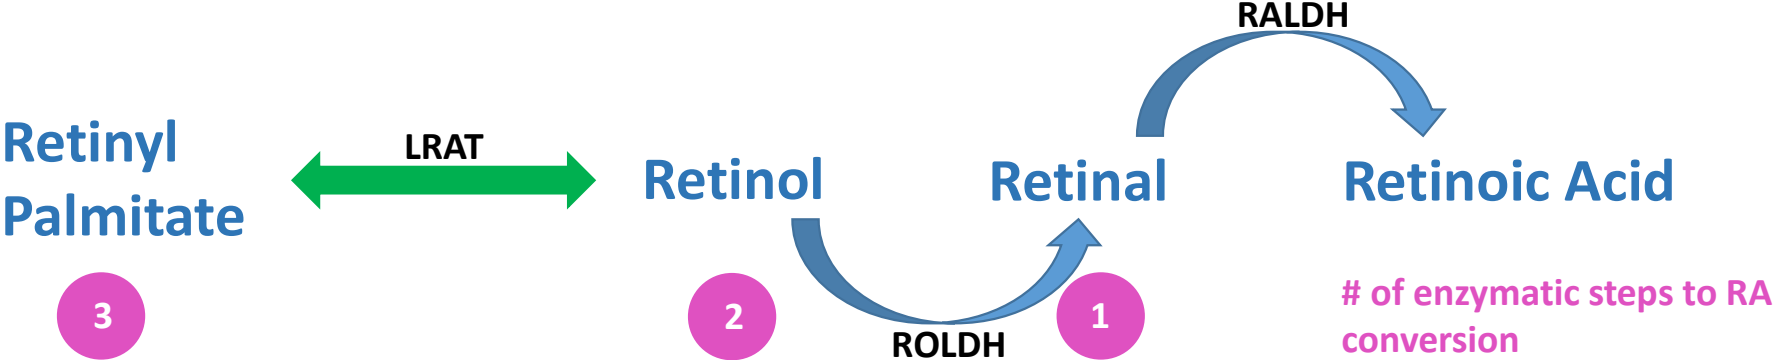 RALDH
Retinyl
Palmitate
LRAT
Retinol
Retinal
Retinoic Acid
3
2
1
ROLDH
# of enzymatic steps to RA
conversion